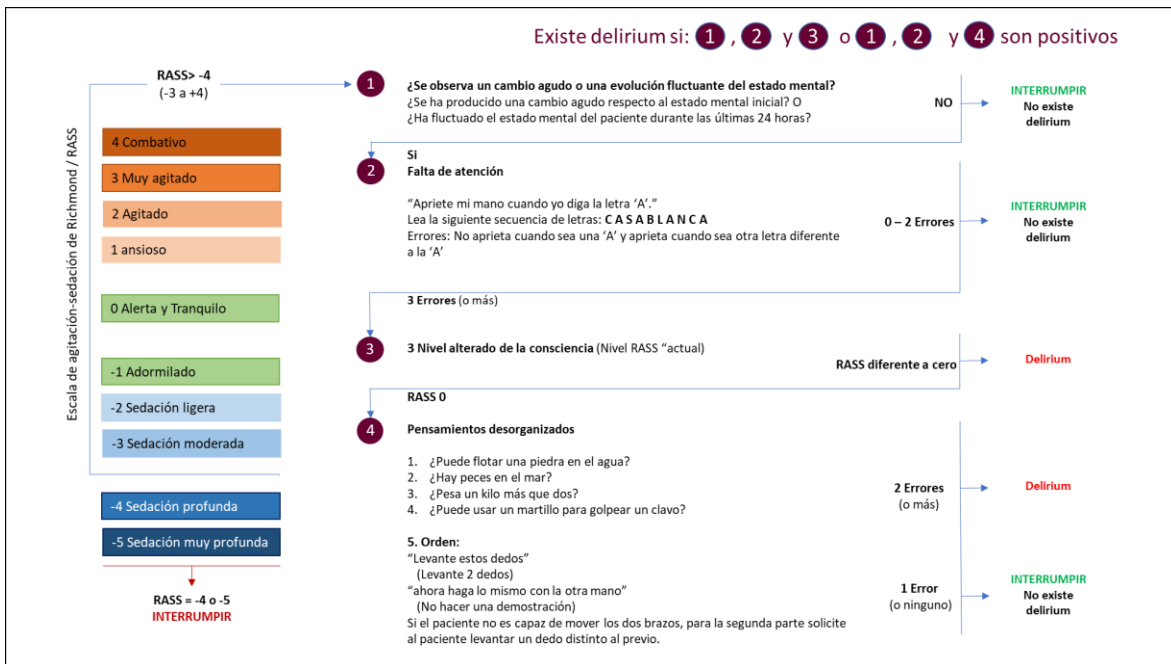 Existe delirium si: 1 , 2 y 3 o 1 , 2 y 4 son positivos
Escala de agitación-sedación de Richmond / RASS
RASS> -4
(-3 a +4)
4 Combativo
3 Muy agitado
2 Agitado
1 ansioso
0 Alerta y Tranquilo
-1 Adormilado
-2 Sedación ligera
-3 Sedación moderada
-4 Sedación profunda
-5 Sedación muy profunda
RASS = -4 o -5
INTERRUMPIR
1
¿Se observa un cambio agudo o una evolución fluctuante del estado mental?
¿Se ha producido una cambio agudo respecto al estado mental inicial? O
¿Ha fluctuado el estado mental del paciente durante las últimas 24 horas?
NO
INTERRUMPIR
No existe
delirium
Si
2
Falta de atención
“Apriete mi mano cuando yo diga la letra ‘A’.”
Lea la siguiente secuencia de letras: C A S A B L A N C A
Errores: No aprieta cuando sea una ‘A’ y aprieta cuando sea otra letra diferente
a la ‘A’
0 – 2 Errores
INTERRUMPIR
No existe
delirium
3 Errores (o más)
3
3 Nivel alterado de la consciencia (Nivel RASS “actual)
RASS diferente a cero
Delirium
RASS 0
4
Pensamientos desorganizados
1. ¿Puede flotar una piedra en el agua?
2. ¿Hay peces en el mar?
3. ¿Pesa un kilo más que dos?
4. ¿Puede usar un martillo para golpear un clavo?
2 Errores
(o más)
Delirium
5. Orden:
“Levante estos dedos”
(Levante 2 dedos)
“ahora haga lo mismo con la otra mano”
(No hacer una demostración)
Si el paciente no es capaz de mover los dos brazos, para la segunda parte solicite
al paciente levantar un dedo distinto al previo.
1 Error
(o ninguno)
INTERRUMPIR
No existe
delirium